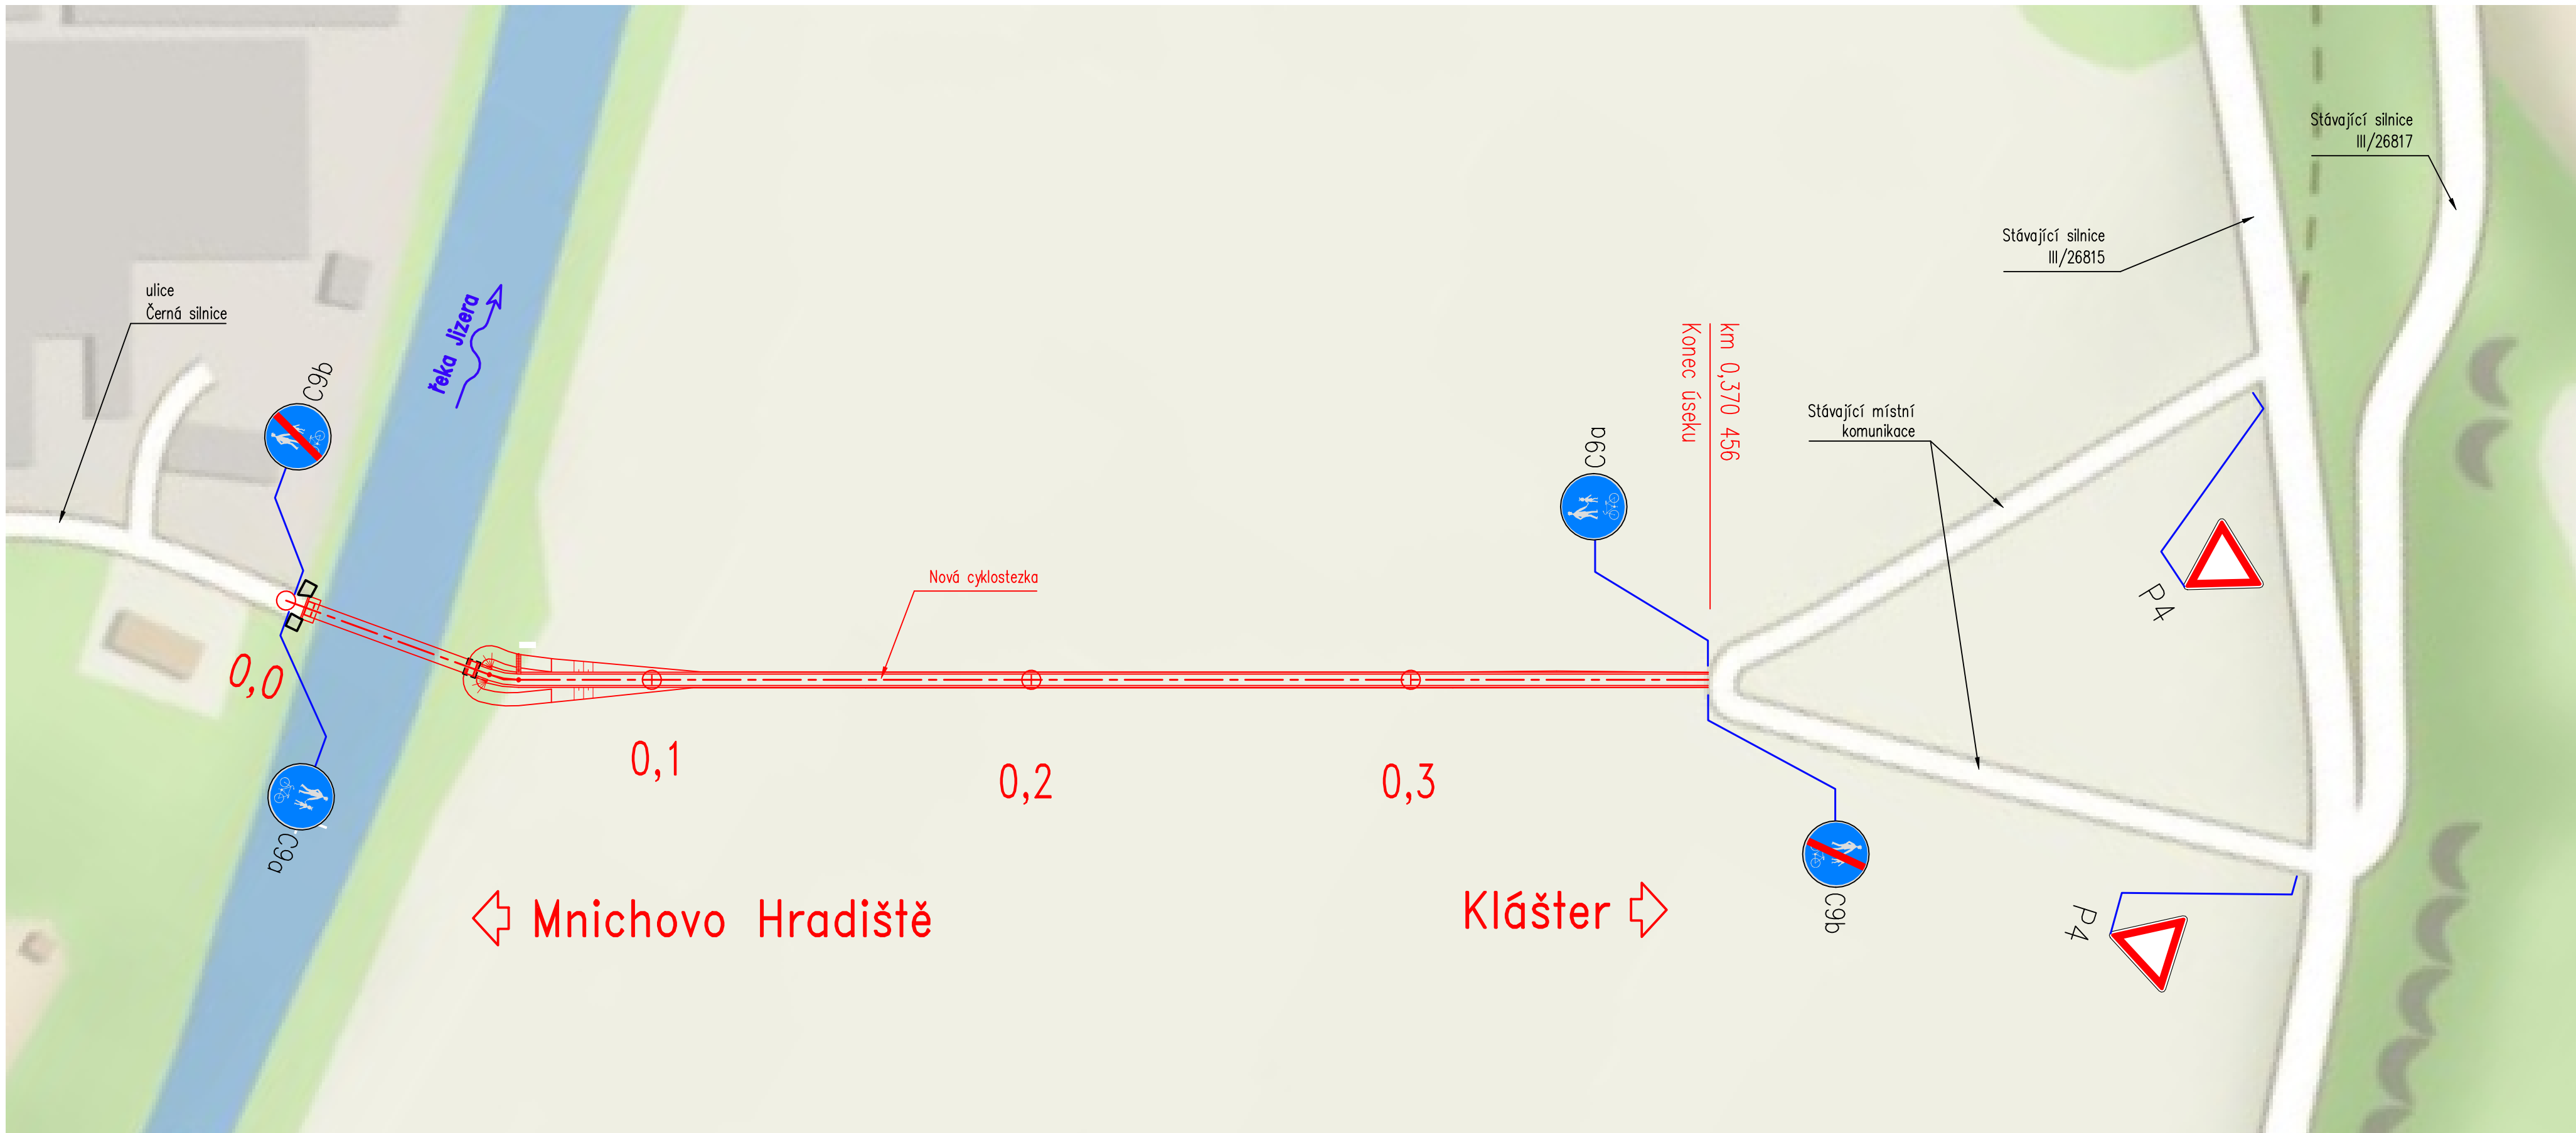 Stávající silnice
III/26817
Stávající silnice
III/26815
ulice
Černá silnice
řeka Jizera
C9b
km 0,370 456
Konec úseku
Stávající místní
komunikace
C9a
Nová cyklostezka
P4
0,0
0,1
0,2
0,3
C9a
Mnichovo Hradiště
Klášter
C9b
P4